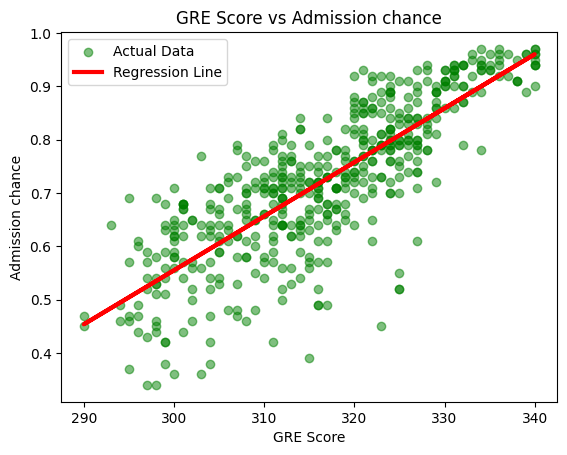 GRE Score vs Admission chance
Actual Data
Regression Line
Admission chance
1.0
0.9
0.8
0.7
0.6
0.5
0.4
290 300 310 320 330 340
GRE Score